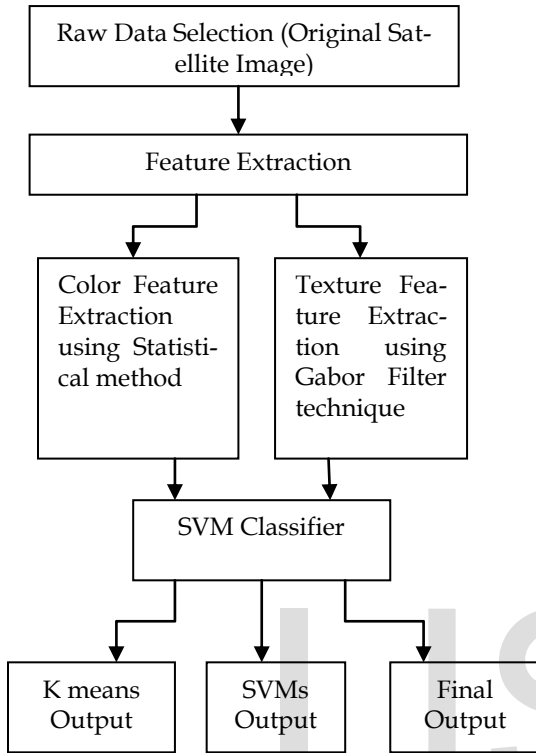 Raw Data Selection (Original Sat-
ellite Image)
Feature Extraction
Color Feature
Extraction
using Statisti-
cal method
Texture Fea-
ture Extrac-
tion using
Gabor Filter
technique
SVM Classifier
K means
Output
SVMs
Output
Final
Output